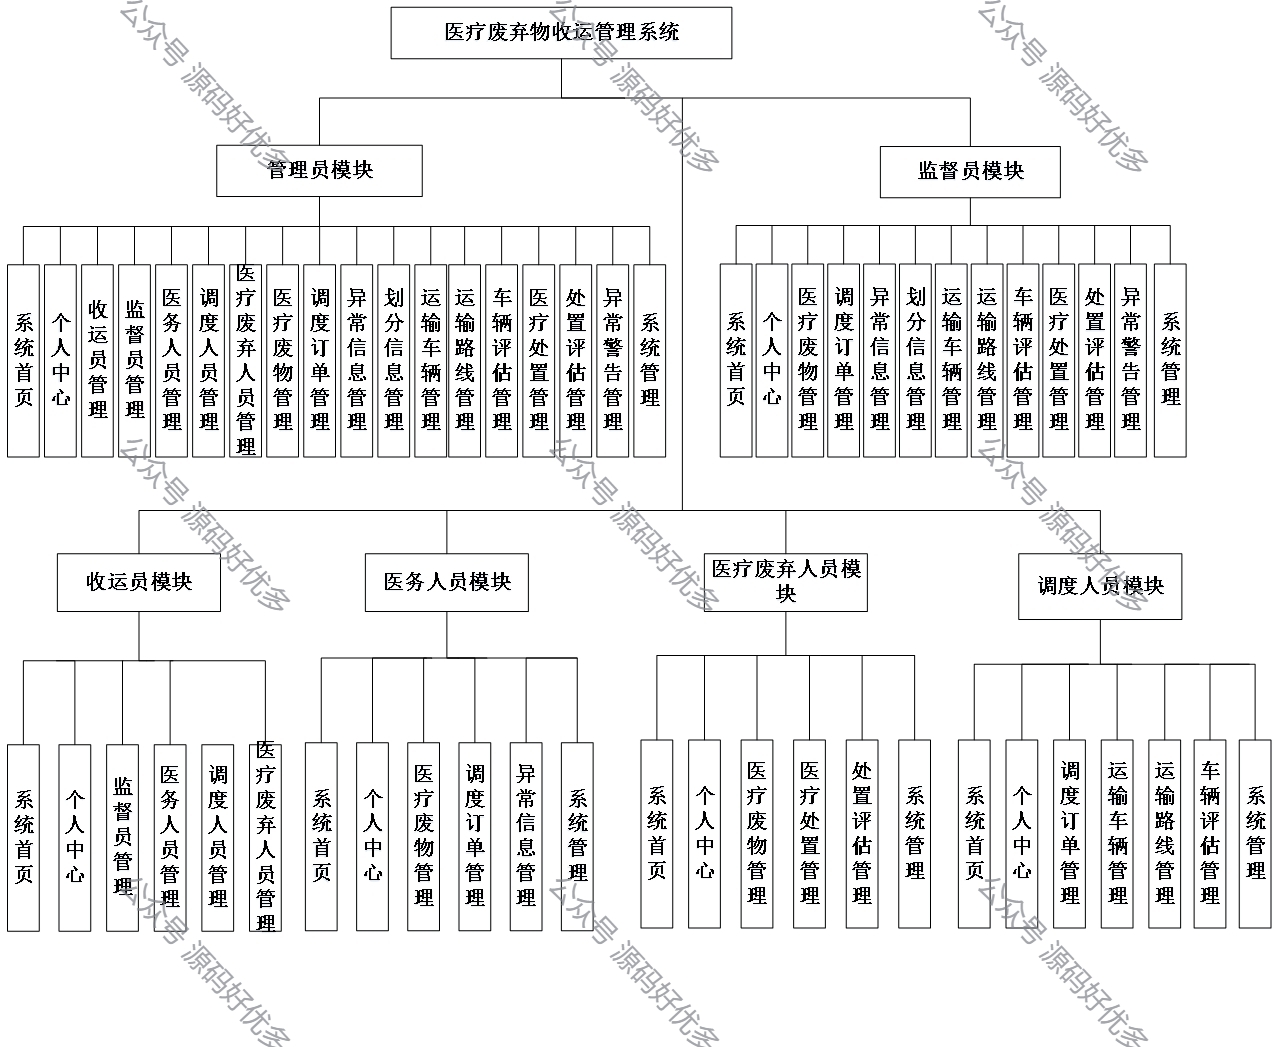 医疗废弃物收运管理系统
管理员模块
监督员模块
系统首页
个人中心
收运员管理
监督员管理
医务人员管理
调度人员管理
医疗废弃人员管理
医疗废物管理
调度订单管理
异常信息管理
划分信息管理
运输车辆管理
运输路线管理
车辆评估管理
医疗处置管理
处置评估管理
异常警告管理
系统管理
系统首页
个人中心
医疗废物管理
调度订单管理
异常信息管理
划分信息管理
运输车辆管理
运输路线管理
车辆评估管理
医疗处置管理
处置评估管理
异常警告管理
系统管理
收运员模块
医务人员模块
医疗废弃人员模
块
调度人员模块
系统首页
个人中心
监督员管理
医务人员管理
调度人员管理
医疗废弃人员管理
系统首页
个人中心
医疗废物管理
调度订单管理
异常信息管理
系统管理
系统首页
个人中心
医疗废物管理
医疗处置管理
处置评估管理
系统管理
系统首页
个人中心
调度订单管理
运输车辆管理
运输路线管理
车辆评估管理
系统管理
公众号 源码好优多
公众号 源码好优多
公众号 源码好优多
公众号 源码好优多
公众号 源码好优多
公众号 源码好优多
公众号 源码好优多
公众号 源码好优多
公众号 源码好优多